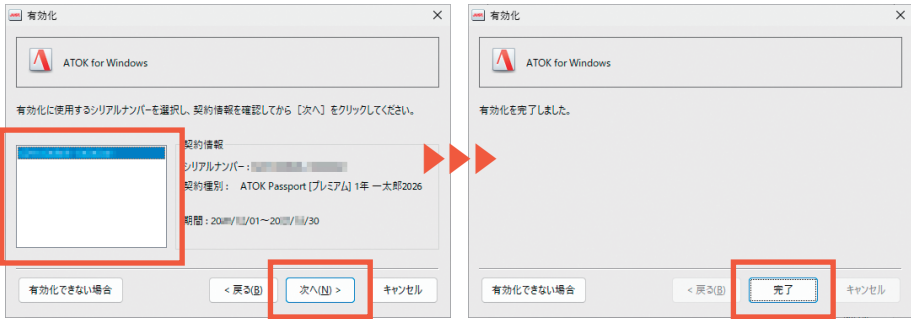 有効化
ATOK for Windows
有効化に使用するシリアルナンバーを選択し、契約情報を確認してから［次へ］をクリックしてください。
契約情報
シリアルナンバー :
契約種別 : ATOK Passport [プレミアム] 1年 一太郎2026
期間 : 20 / /01～20 / /30
有効化できない場合
< 戻る(B)
次へ(N) >
キャンセル
有効化
ATOK for Windows
有効化を完了しました。
有効化できない場合
< 戻る(B)
完了
キャンセル